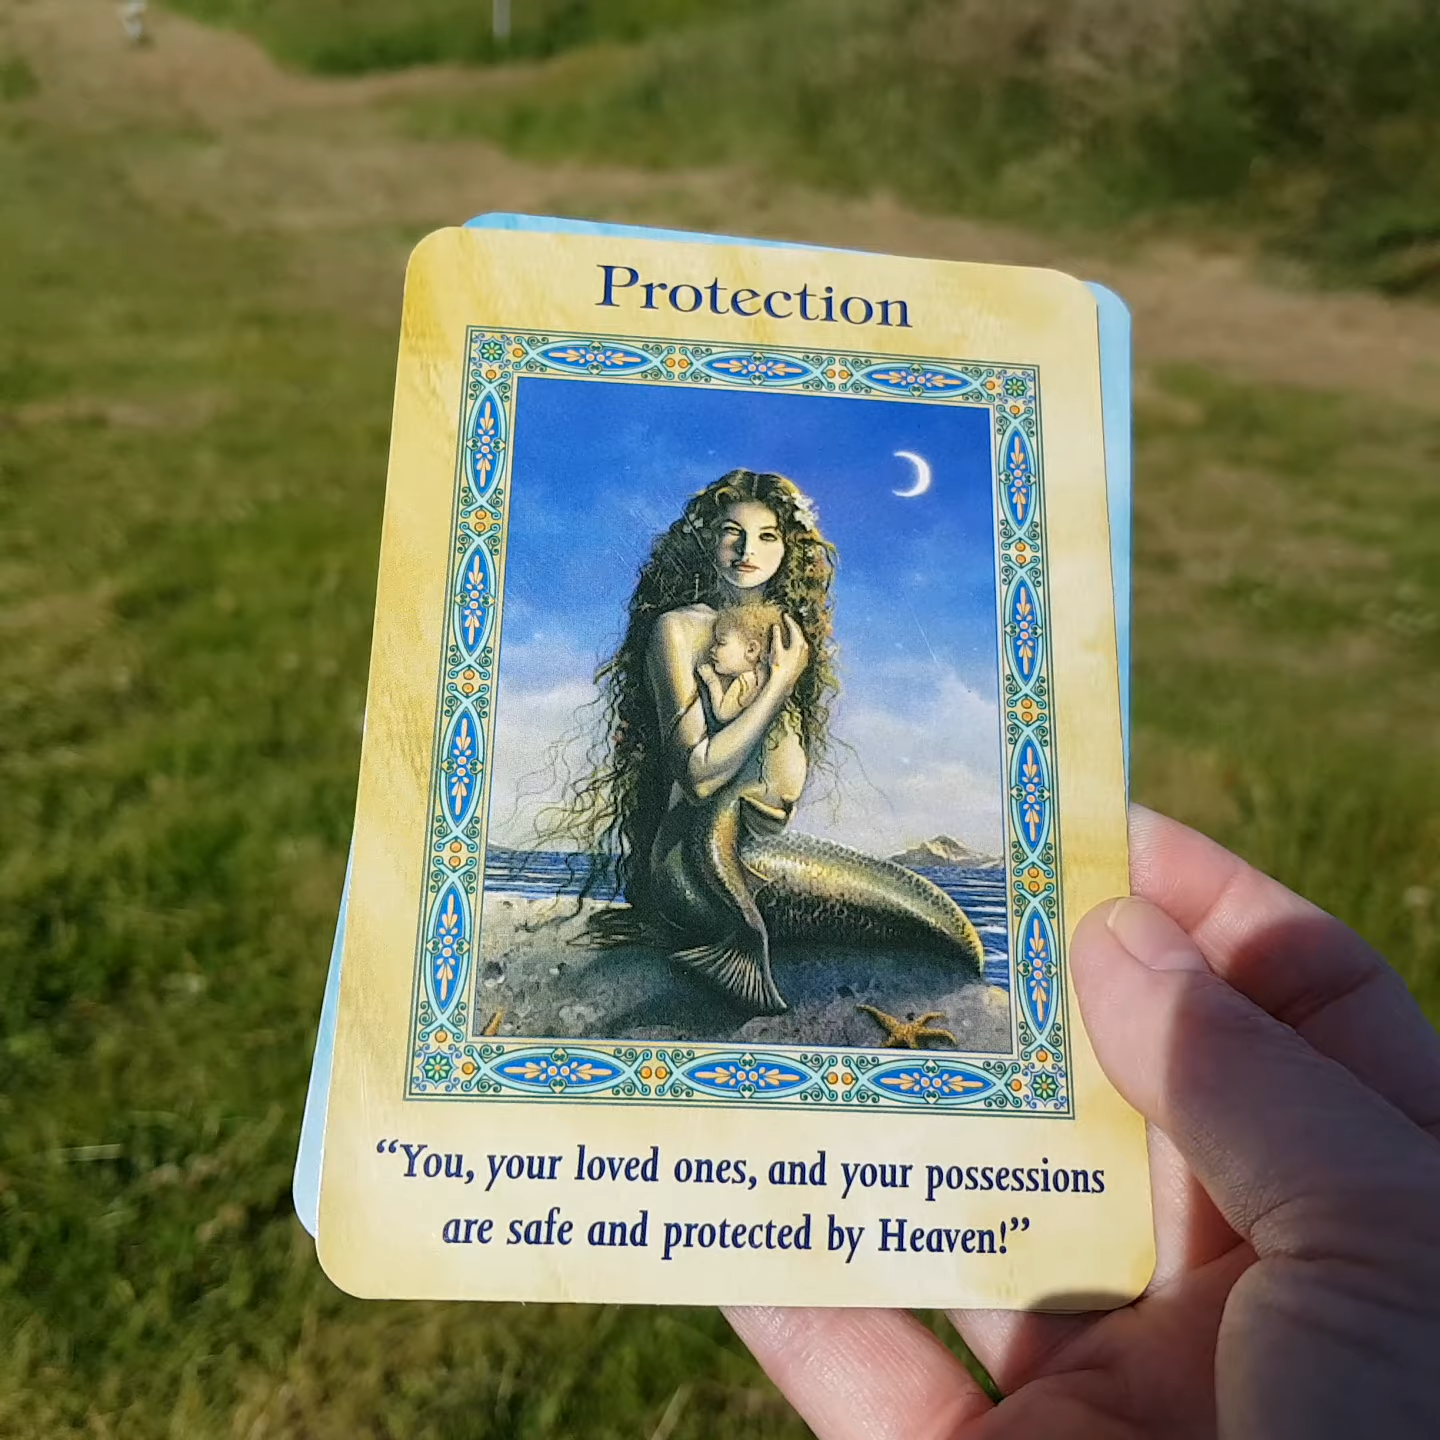 Protection
“You, your loved ones, and your possessions
are safe and protected by Heaven!”